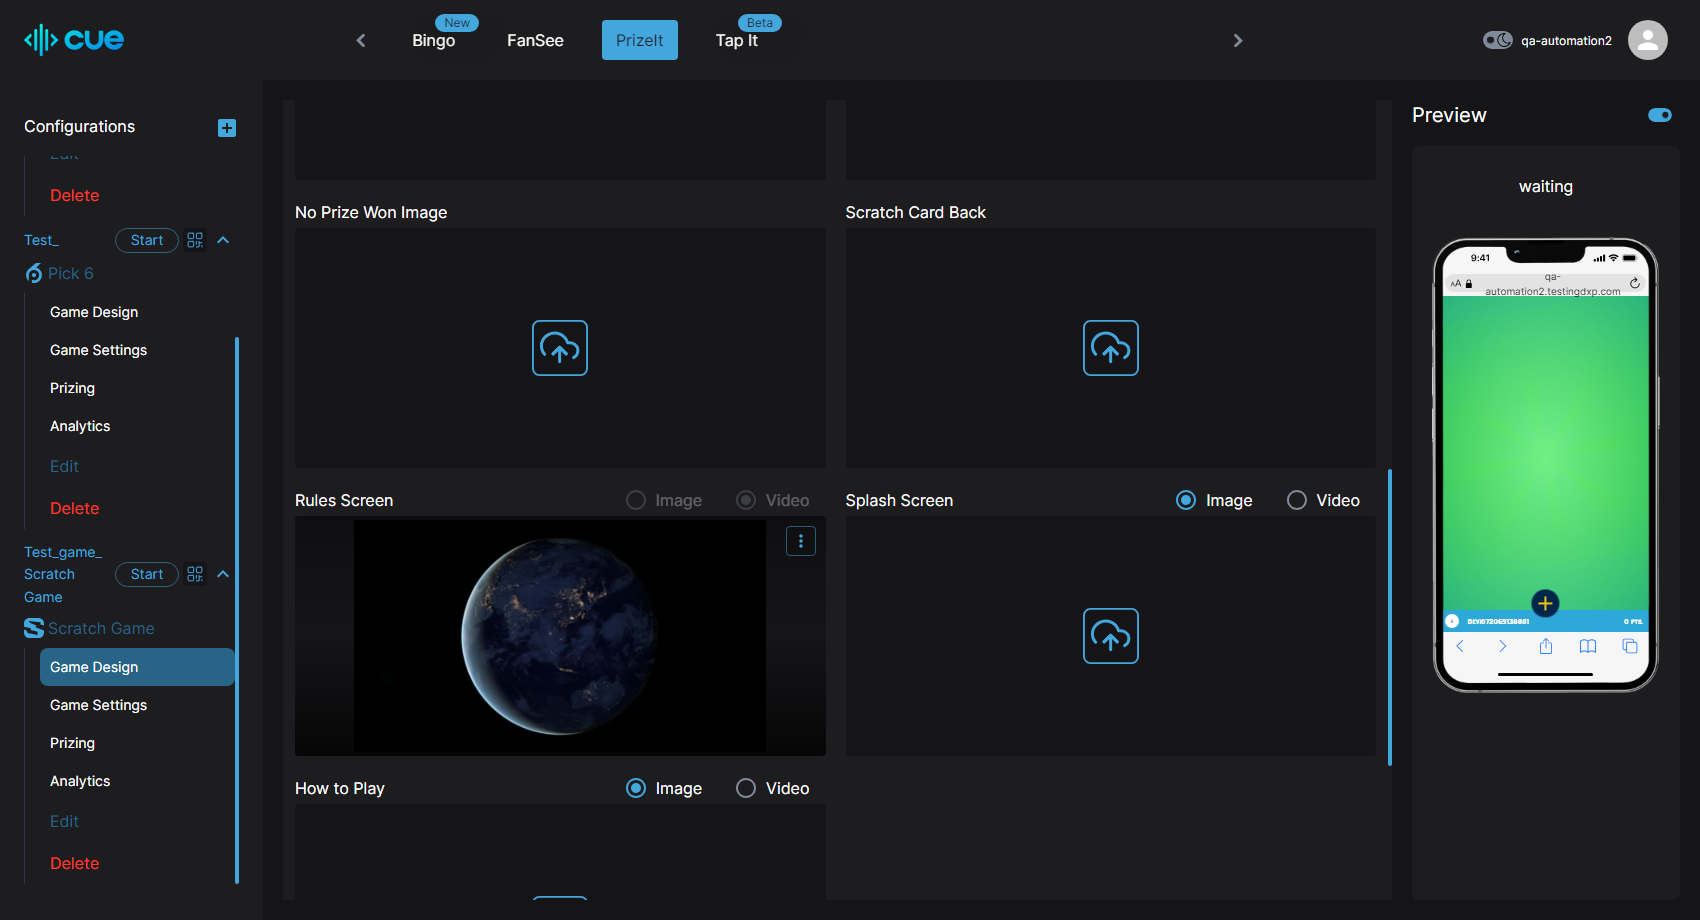 cue
New
Bingo
FanSee
PrizeIt
Beta
Tap It
qa-automation2
Configurations
Edit
Delete
Test_
Start
Pick 6
Game Design
Game Settings
Prizing
Analytics
Edit
Delete
Test_game_
Scratch
Game
Start
Scratch Game
Game Design
Game Settings
Prizing
Analytics
Edit
Delete
No Prize Won Image
Scratch Card Back
Rules Screen
Image
Video
Splash Screen
Image
Video
How to Play
Image
Video
Preview
waiting
9:41
AA
qa-
automation2.testingdxp.com
0 Pts.